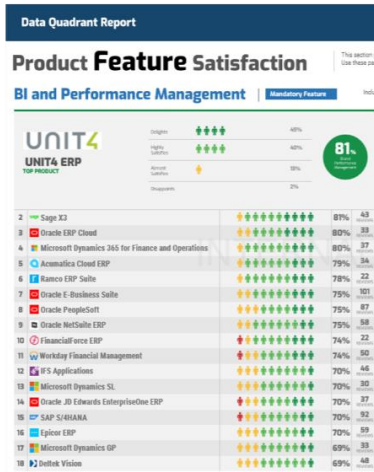 Data Quadrant Report
Product Feature Satisfaction
This section
Use these pa
BI and Performance Management | Mandatory Feature
Inclu
UNIT4
UNIT4 ERP
TOP PRODUCT
Delights 40%
Highly Satisfies 40%
Almost Satisfies 18%
Disappoints 2%
81%
2 Sage X3 81% 43
3 Oracle ERP Cloud 80% 33
4 Microsoft Dynamics 365 for Finance and Operations 80% 37
5 Acumatica Cloud ERP 79% 34
6 Ramco ERP Suite 78% 22
7 Oracle E-Business Suite 75% 101
8 Oracle PeopleSoft 75% 87
9 Oracle NetSuite ERP 75% 58
10 FinancialForce ERP 74% 22
11 Workday Financial Management 74% 50
12 IFS Applications 70% 46
13 Microsoft Dynamics SL 70% 30
14 Oracle JD Edwards EnterpriseOne ERP 70% 37
15 SAP S/4HANA 70% 92
16 Epicor ERP 70% 59
17 Microsoft Dynamics GP 69% 33
18 Deltek Vision 69% 48